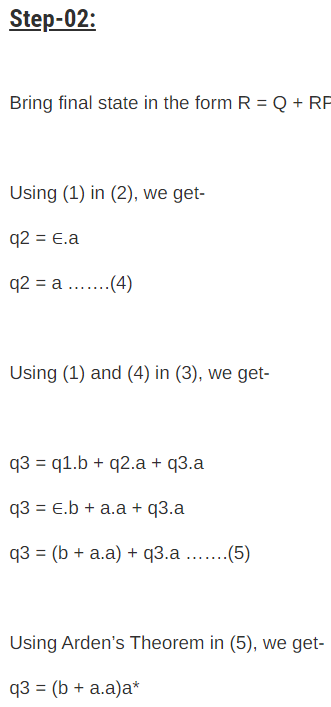 Step-02:
Bring final state in the form R = Q + RP
Using (1) in (2), we get-
q2 = ∈.a
q2 = a …….(4)
Using (1) and (4) in (3), we get-
q3 = q1.b + q2.a + q3.a
q3 = ∈.b + a.a + q3.a
q3 = (b + a.a) + q3.a …….(5)
Using Arden’s Theorem in (5), we get-
q3 = (b + a.a)a*